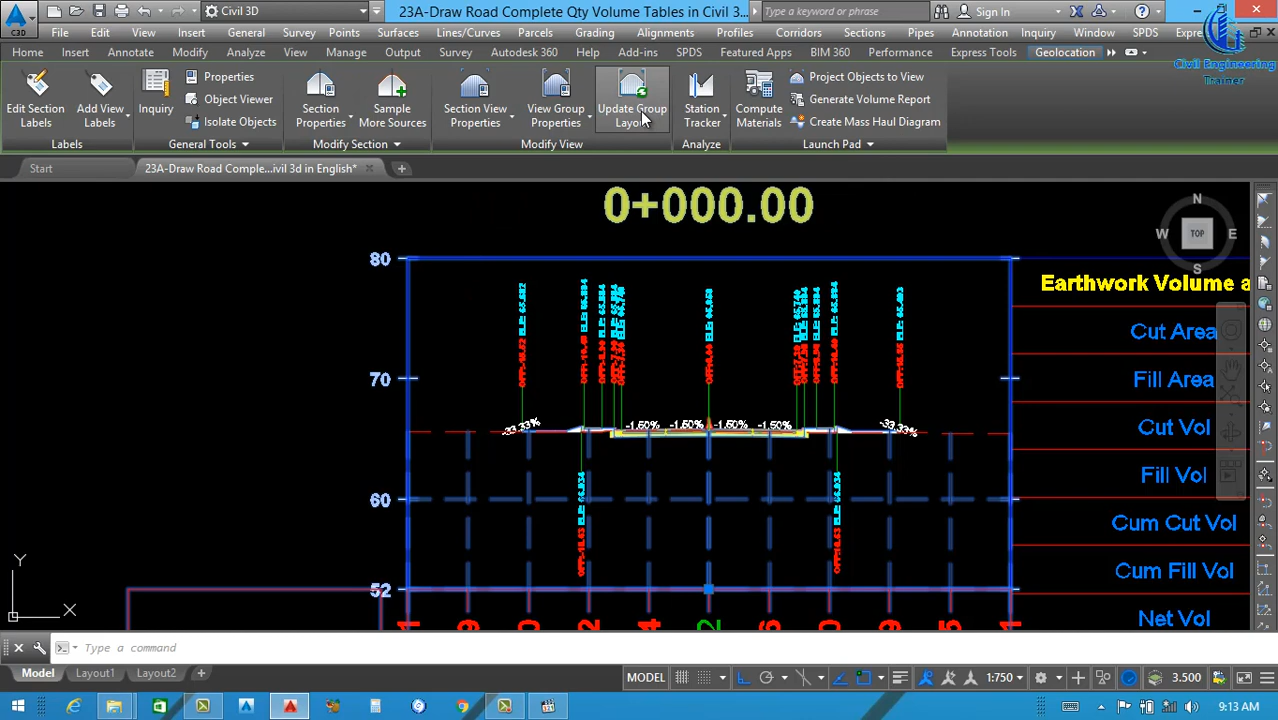 C3D
Civil 3D
23A-Draw Road Complete Qty Volume Tables in Civil 3...
Type a keyword or phrase
Sign In
File Edit View Insert General Survey Points Surfaces Lines/Curves Parcels Grading Alignments Profiles Corridors Sections Pipes Annotation Inquiry Window SPDS Expre
Home Insert Annotate Modify Analyze View Manage Output Survey Autodesk 360 Help Add-ins SPDS Featured Apps BIM 360 Performance Express Tools Geolocation
Civil Engineering
Trainer
Edit Section Labels
Add View Labels
Inquiry
Properties
Object Viewer
Isolate Objects
Section Properties
Sample More Sources
Section View Properties
View Group Properties
Update Group Layout
Station Tracker
Compute Materials
Project Objects to View
Generate Volume Report
Create Mass Haul Diagram
Labels General Tools Modify Section Modify View Analyze Launch Pad
Start
23A-Draw Road Comple...ivil 3d in English*
0+000.00
N
W TOP E
S
80
70
60
52
-33.33% -1.50% -1.50% -1.50% -1.50% -33.33%
Earthwork Volume a
Cut Area
Fill Area
Cut Vol
Fill Vol
Cum Cut Vol
Cum Fill Vol
Net Vol
Y
X
Type a command
Model Layout1 Layout2
MODEL
1:750
3.500
9:13 AM